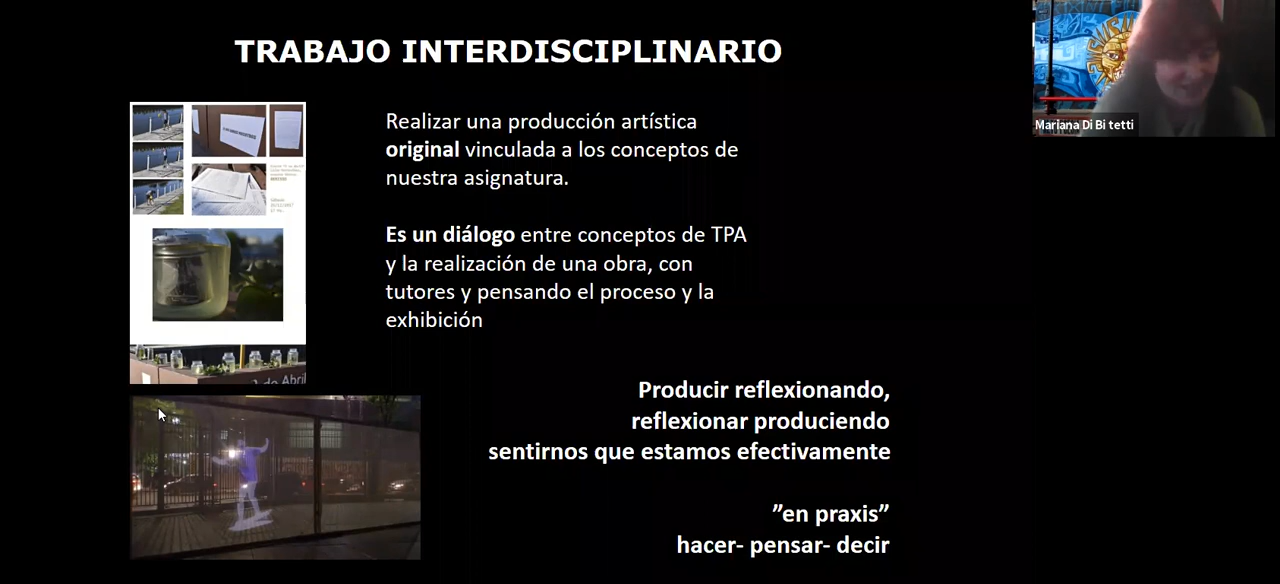 TRABAJO INTERDISCIPLINARIO
Realizar una producción artística
original vinculada a los conceptos de
nuestra asignatura.
Es un diálogo entre conceptos de TPA
y la realización de una obra, con
tutores y pensando el proceso y la
exhibición
Producir reflexionando,
reflexionar produciendo
sentirnos que estamos efectivamente
”en praxis”
hacer- pensar- decir
Mariana Di Bi tetti
de Abril